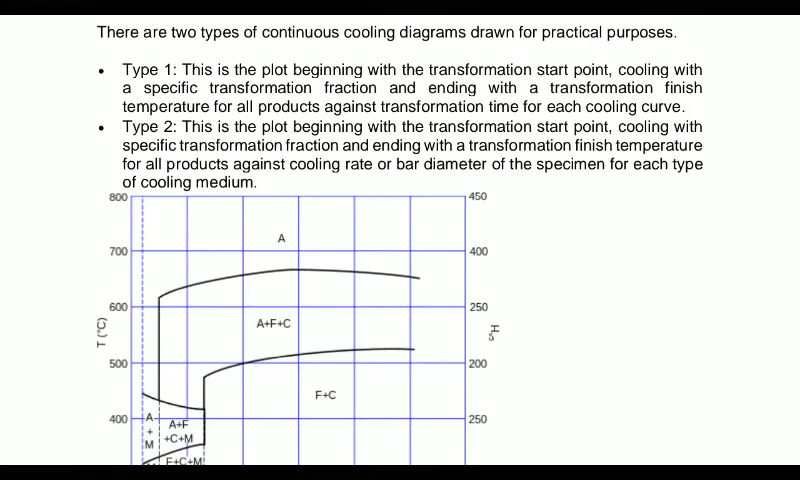 There are two types of continuous cooling diagrams drawn for practical purposes.
• Type 1: This is the plot beginning with the transformation start point, cooling with
a specific transformation fraction and ending with a transformation finish
temperature for all products against transformation time for each cooling curve.
• Type 2: This is the plot beginning with the transformation start point, cooling with
specific transformation fraction and ending with a transformation finish temperature
for all products against cooling rate or bar diameter of the specimen for each type
of cooling medium.
800 450
A
700 400
600 250
T (°C)
A+F+C
500 200
F+C
400 250
A
+
M
A+F
+C+M
F+C+M